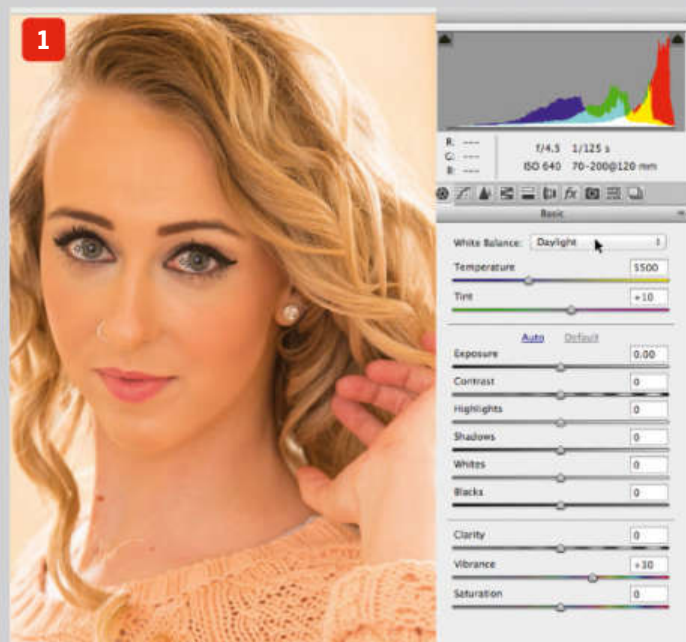 1
R: ---
G: ---
B: ---
f/4.5 1/125 s
ISO 640 70-200@120 mm
fx
Basic
White Balance: Daylight
Temperature 5500
Tint +10
Auto Default
Exposure 0.00
Contrast 0
Highlights 0
Shadows 0
Whites 0
Blacks 0
Clarity 0
Vibrance +30
Saturation 0